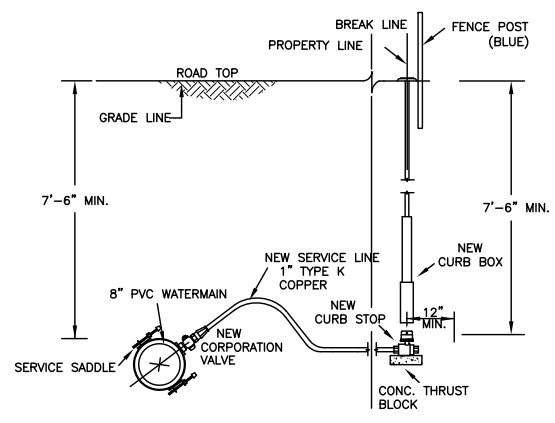 BREAK LINE
PROPERTY LINE
FENCE POST
(BLUE)
ROAD TOP
GRADE LINE
7'-6" MIN.
7'-6" MIN.
NEW SERVICE LINE
1" TYPE K
COPPER
NEW
CURB BOX
8" PVC WATERMAIN
NEW
CURB STOP
12"
MIN.
NEW
CORPORATION
VALVE
SERVICE SADDLE
CONC. THRUST
BLOCK